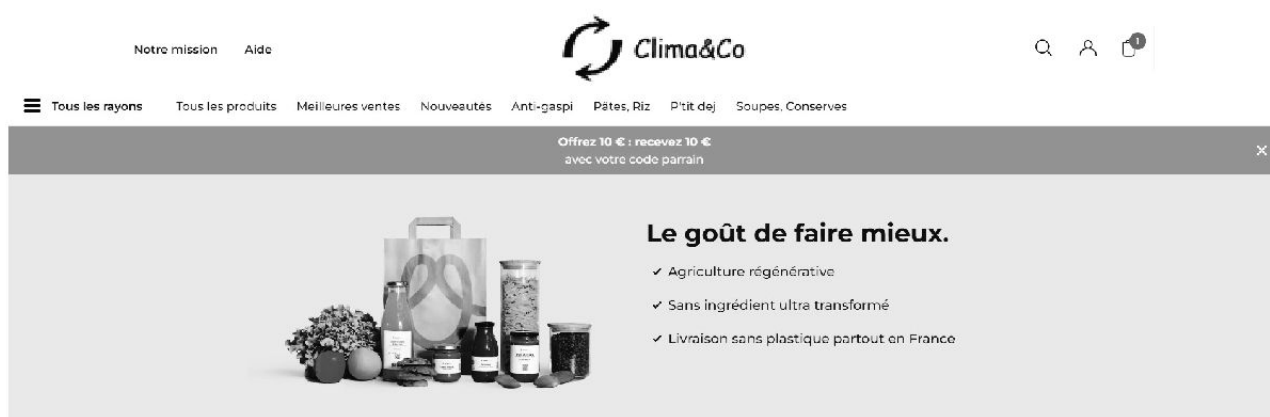 Notre mission Aide
Clima&Co
1
Tous les rayons Tous les produits Meilleures ventes Nouveautés Anti-gaspi Pâtes, Riz P'tit dej Soupes, Conserves
Offrez 10 € : recevez 10 €
avec votre code parrain
Le goût de faire mieux.
✓ Agriculture régénérative
✓ Sans ingrédient ultra transformé
✓ Livraison sans plastique partout en France